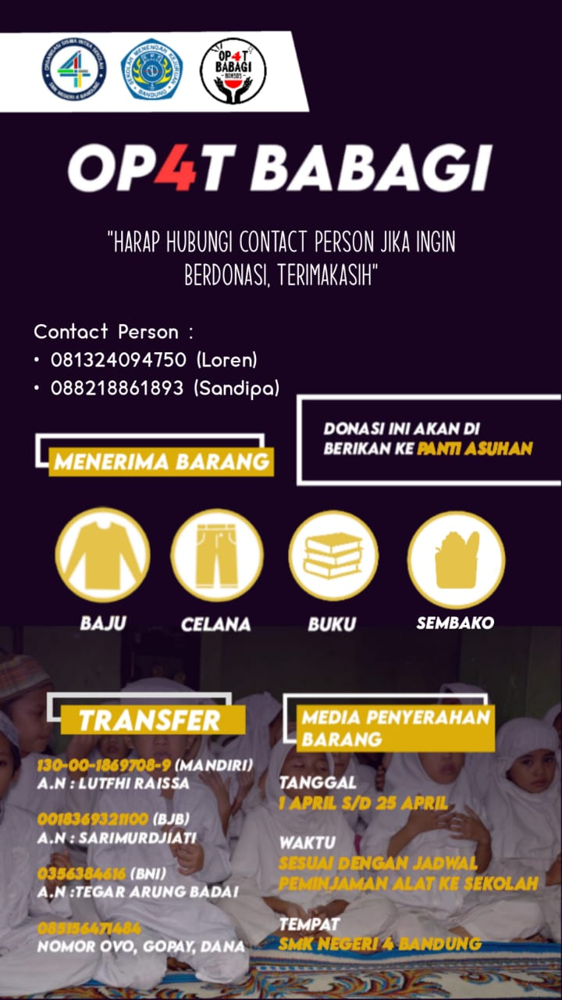 ORGANISASI SISWA INTRA SEKOLAH
SMK NEGERI 4 BANDUNG
SEKOLAH MENENGAH KEJURUAN
BANDUNG
OP4T
BABAGI
OP4T BABAGI
"HARAP HUBUNGI CONTACT PERSON JIKA INGIN
BERDONASI, TERIMAKASIH"
Contact Person :
• 081324094750 (Loren)
• 088218861893 (Sandipa)
DONASI INI AKAN DI
BERIKAN KE PANTI ASUHAN
MENERIMA BARANG
BAJU
CELANA
BUKU
SEMBAKO
TRANSFER
130-00-1869708-9 (MANDIRI)
A.N : LUTFHI RAISSA
0018369321100 (BJB)
A.N : SARIMURDJIATI
0356384616 (BNI)
A.N :TEGAR ARUNG BADAI
085156471484
NOMOR OVO, GOPAY, DANA
MEDIA PENYERAHAN
BARANG
TANGGAL
1 APRIL S/D 25 APRIL
WAKTU
SESUAI DENGAN JADWAL
PEMINJAMAN ALAT KE SEKOLAH
TEMPAT
SMK NEGERI 4 BANDUNG